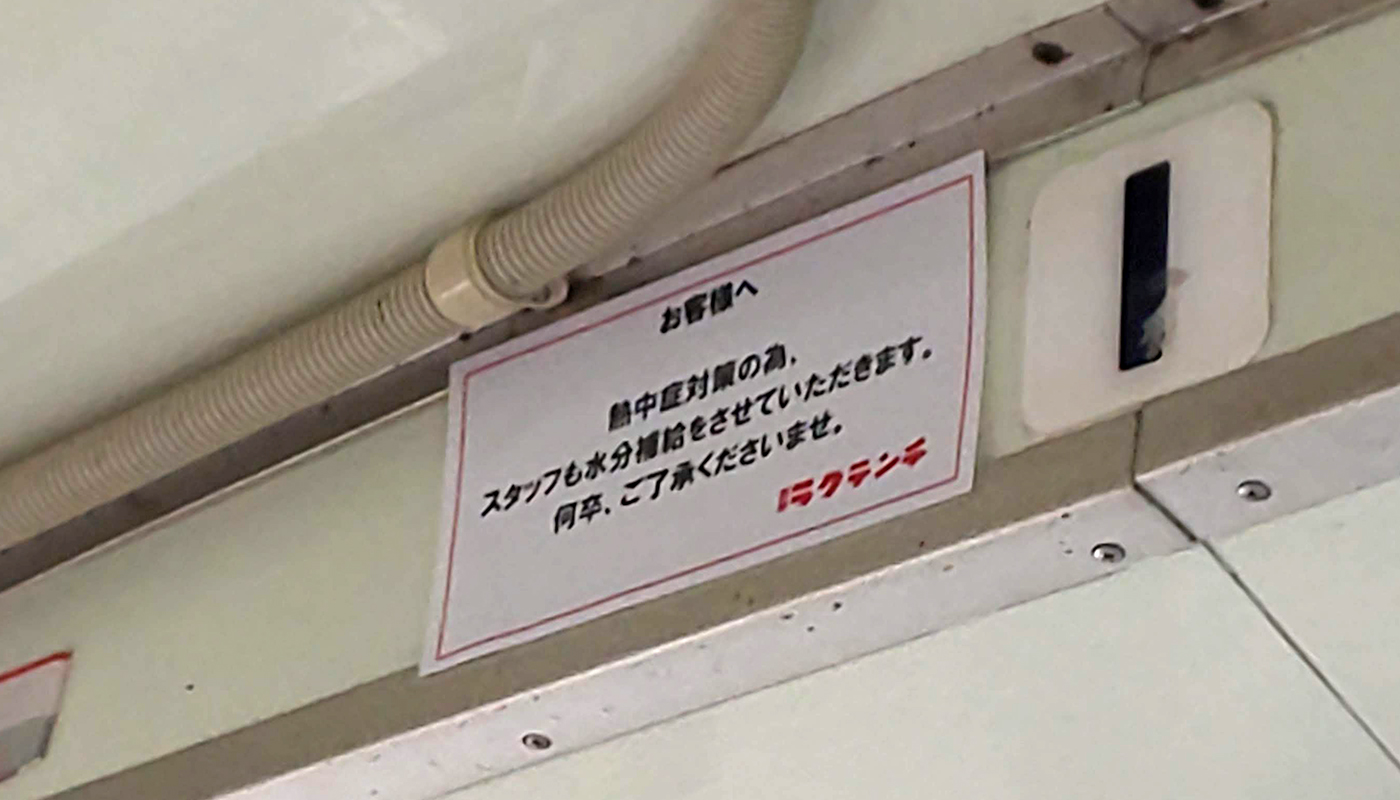 お客様へ
熱中症対策の為、
スタッフも水分補給をさせていただきます。
何卒、ご了承くださいませ。
ラクテンチ